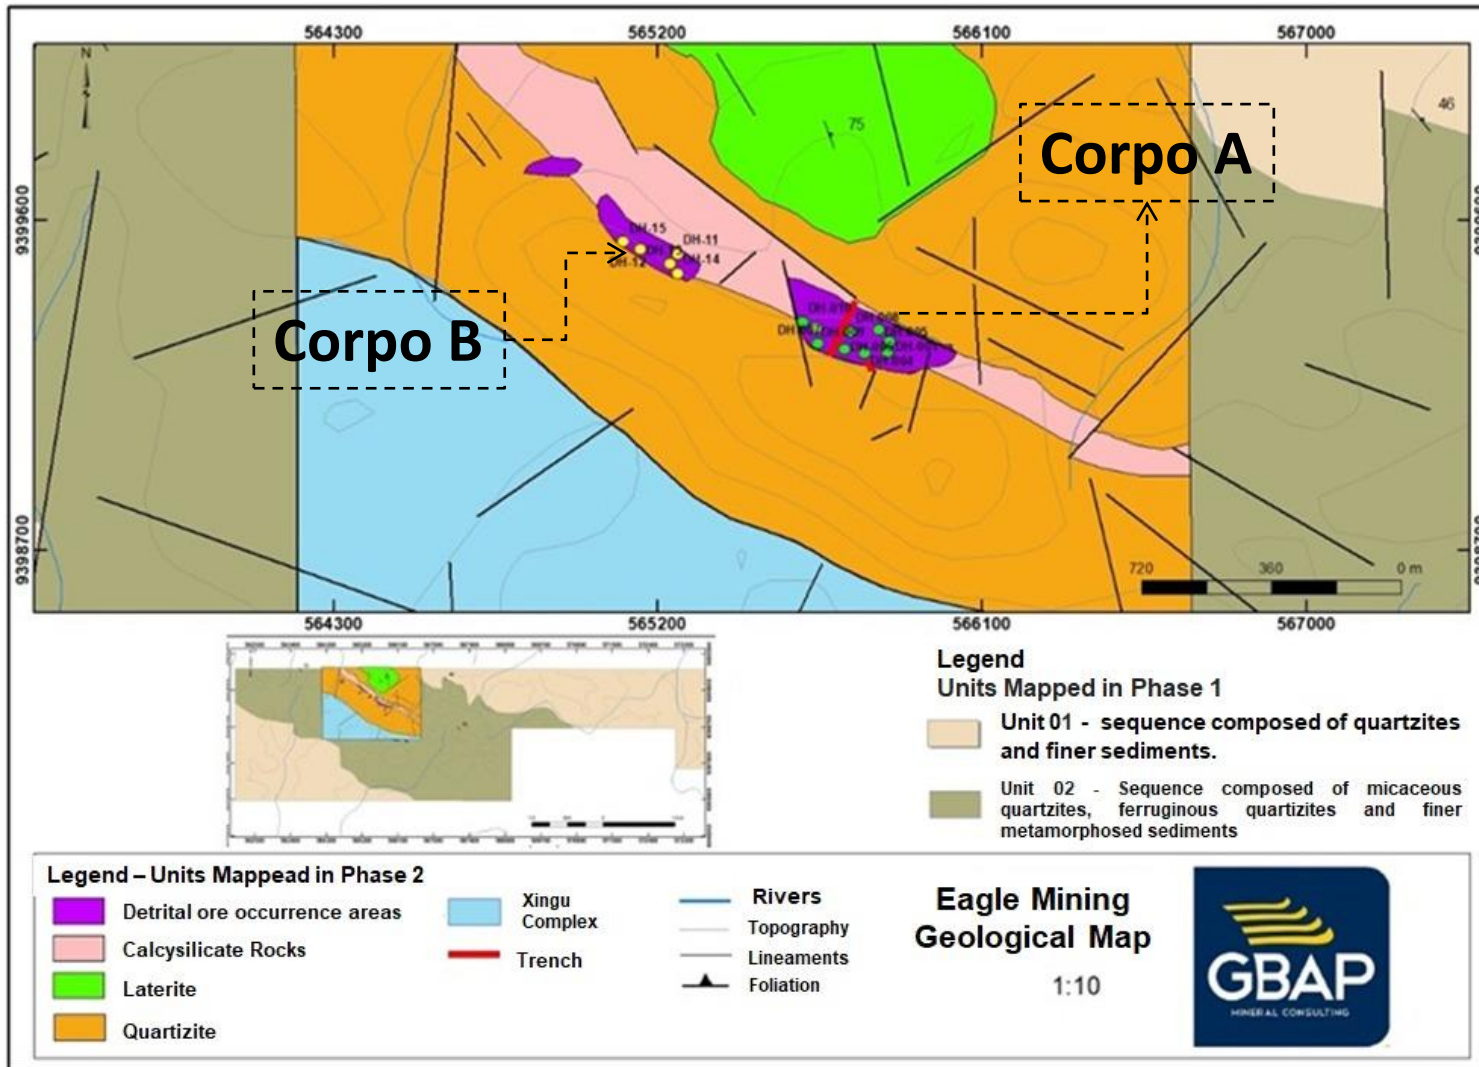 564300
565200
566100
567000
N
75
46
Corpo A
9399600
DH-15
DH-11
DH-14
DH-12
Corpo B
DH-004
9398700
720
360
0 m
564300
565200
566100
567000
Legend
Units Mapped in Phase 1
Unit 01 - sequence composed of quartzites
and finer sediments.
Unit 02 - Sequence composed of micaceous
quartzites, ferruginous quartizites and finer
metamorphosed sediments
Legend – Units Mappead in Phase 2
Detrital ore occurrence areas
Calcysilicate Rocks
Laterite
Quartizite
Xingu
Complex
Trench
Rivers
Topography
Lineaments
Foliation
Eagle Mining
Geological Map
1:10
GBAP
MINERAL CONSULTING